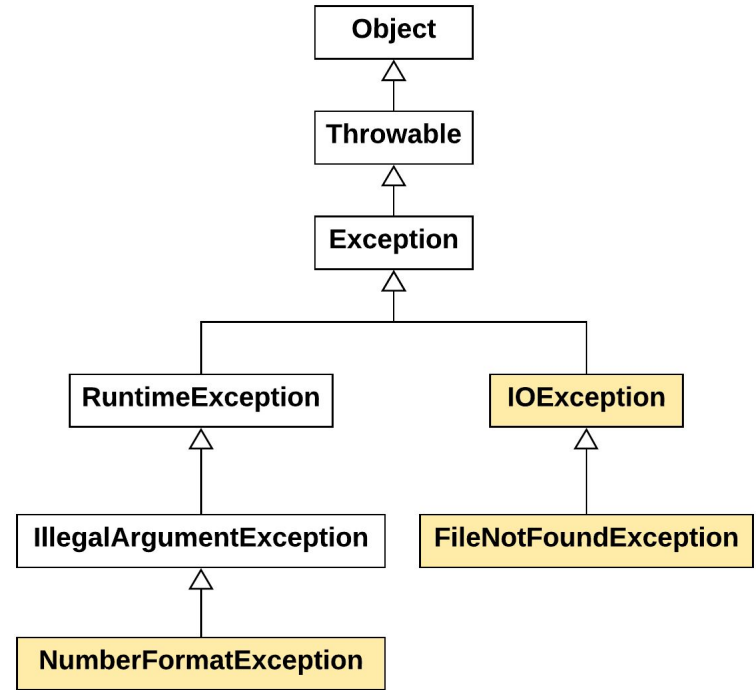 Object
Throwable
Exception
RuntimeException
IOException
IllegalArgumentException
FileNotFoundException
NumberFormatException